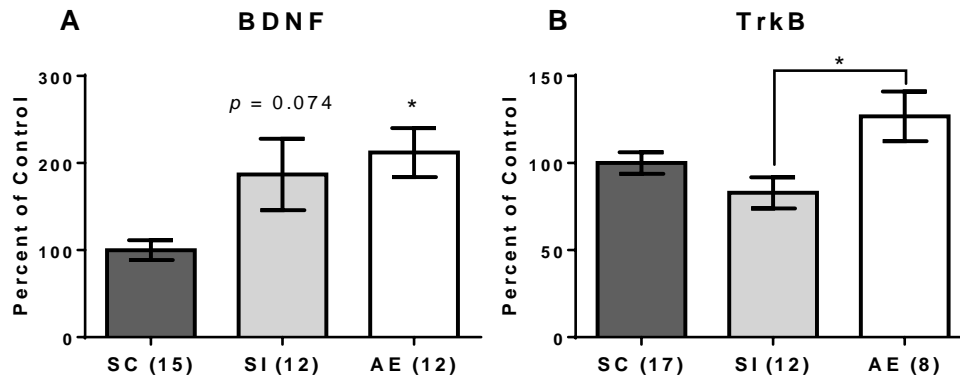 A
BDNF
Percent of Control
300
200
100
0
p = 0.074
*
SC (15)
SI (12)
AE (12)
B
TrkB
Percent of Control
150
100
50
0
*
SC (17)
SI (12)
AE (8)